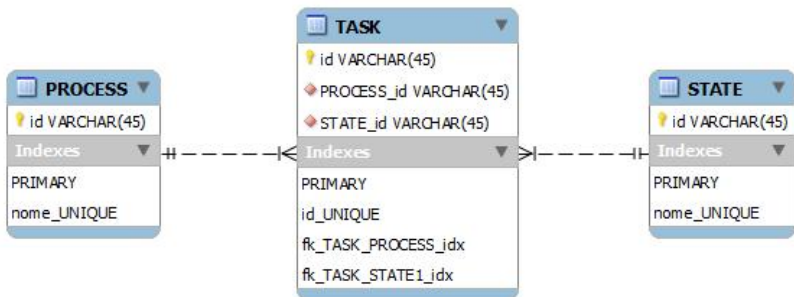 PROCESS
id VARCHAR(45)
Indexes
PRIMARY
nome_UNIQUE
TASK
id VARCHAR(45)
PROCESS_id VARCHAR(45)
STATE_id VARCHAR(45)
Indexes
PRIMARY
id_UNIQUE
fk_TASK_PROCESS_idx
fk_TASK_STATE1_idx
STATE
id VARCHAR(45)
Indexes
PRIMARY
nome_UNIQUE